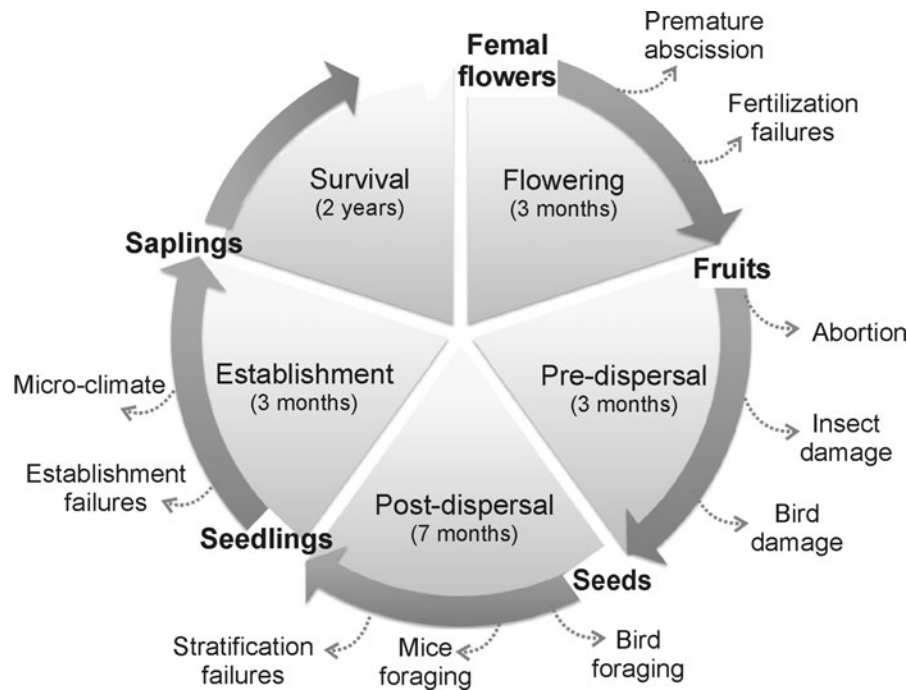 Femal
flowers
Premature
abscission
Fertilization
failures
Flowering
(3 months)
Fruits
Abortion
Insect
damage
Bird
damage
Pre-dispersal
(3 months)
Seeds
Bird
foraging
Mice
foraging
Stratification
failures
Post-dispersal
(7 months)
Seedlings
Establishment
failures
Micro-climate
Establishment
(3 months)
Saplings
Survival
(2 years)